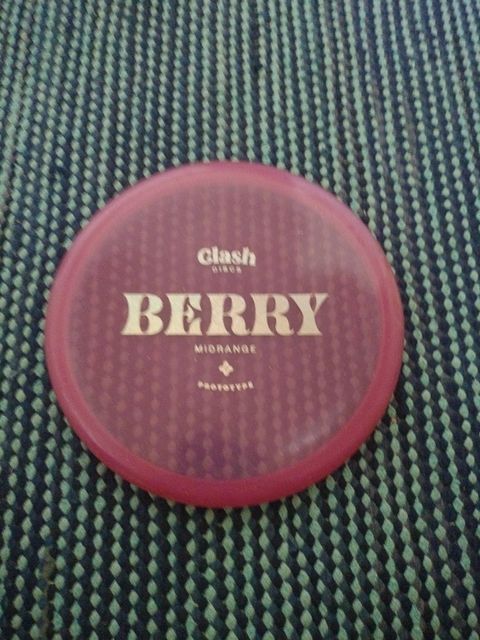 Clash
DISCS
BERRY
MIDRANGE
PROTOTYPE